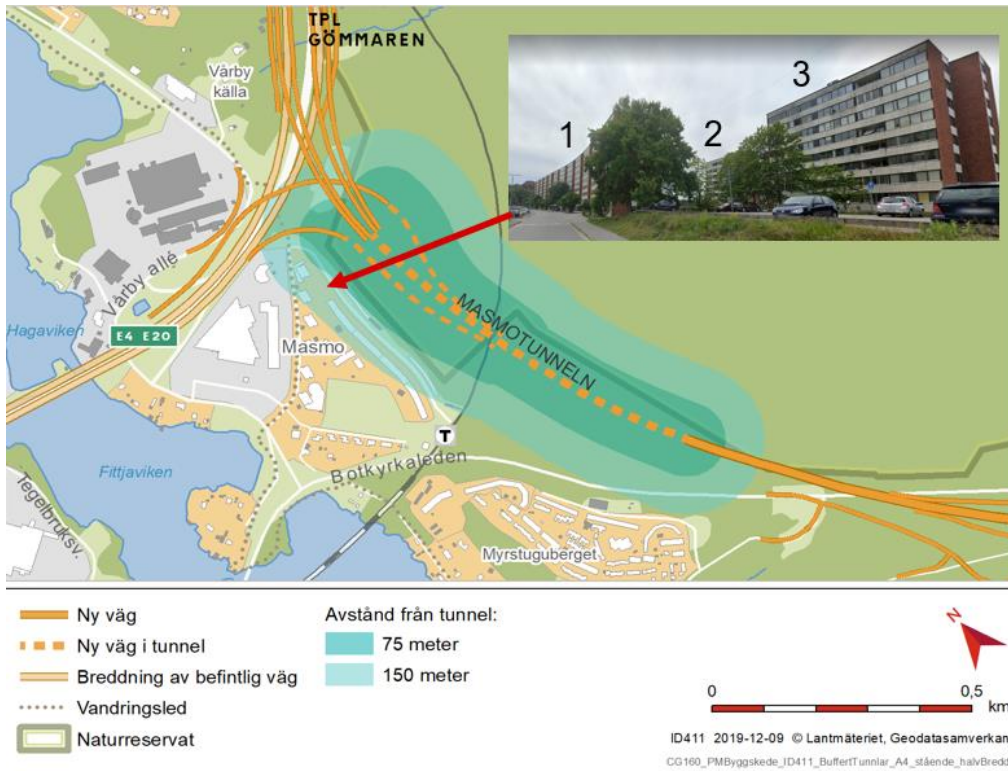 TPL
GÖMMAREN
Vårby
källa
1
2
3
Vårby allé
Hagaviken
E4 E20
Masmo
MASMOTUNNELN
T
Fittjaviken
Botkyrkaleden
Tegelbruksv.
Myrstuguberget
Ny väg
Ny väg i tunnel
Breddning av befintlig väg
Vandringsled
Naturreservat
Avstånd från tunnel:
75 meter
150 meter
N
0 0,5
km
ID411 2019-12-09 © Lantmäteriet, Geodatasamverkan
CG160_PMByggskede_ID411_BuffertTunnlar_A4_stående_halvBredd